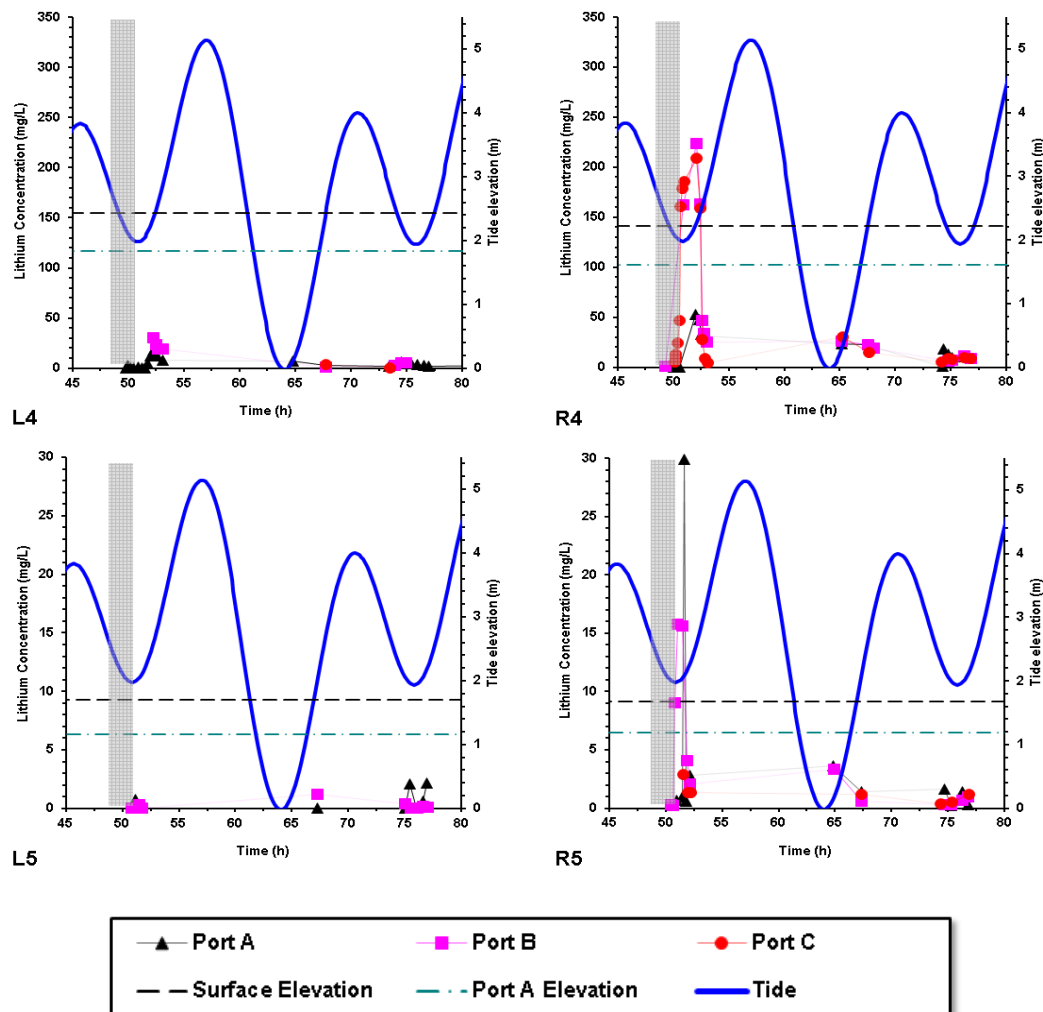 350
300
250
200
150
100
50
0
Lithium Concentration (mg/L)
45 50 55 60 65 70 75 80
Time (h)
5
4
3
2
1
0
Tide elevation (m)
L4
350
300
250
200
150
100
50
0
Lithium Concentration (mg/L)
45 50 55 60 65 70 75 80
Time (h)
5
4
3
2
1
0
Tide elevation (m)
R4
30
25
20
15
10
5
0
Lithium Concentration (mg/L)
45 50 55 60 65 70 75 80
Time (h)
5
4
3
2
1
0
Tide elevation (m)
L5
30
25
20
15
10
5
0
Lithium Concentration (mg/L)
45 50 55 60 65 70 75 80
Time (h)
5
4
3
2
1
0
Tide elevation (m)
R5
Port A Port B Port C
Surface Elevation Port A Elevation Tide